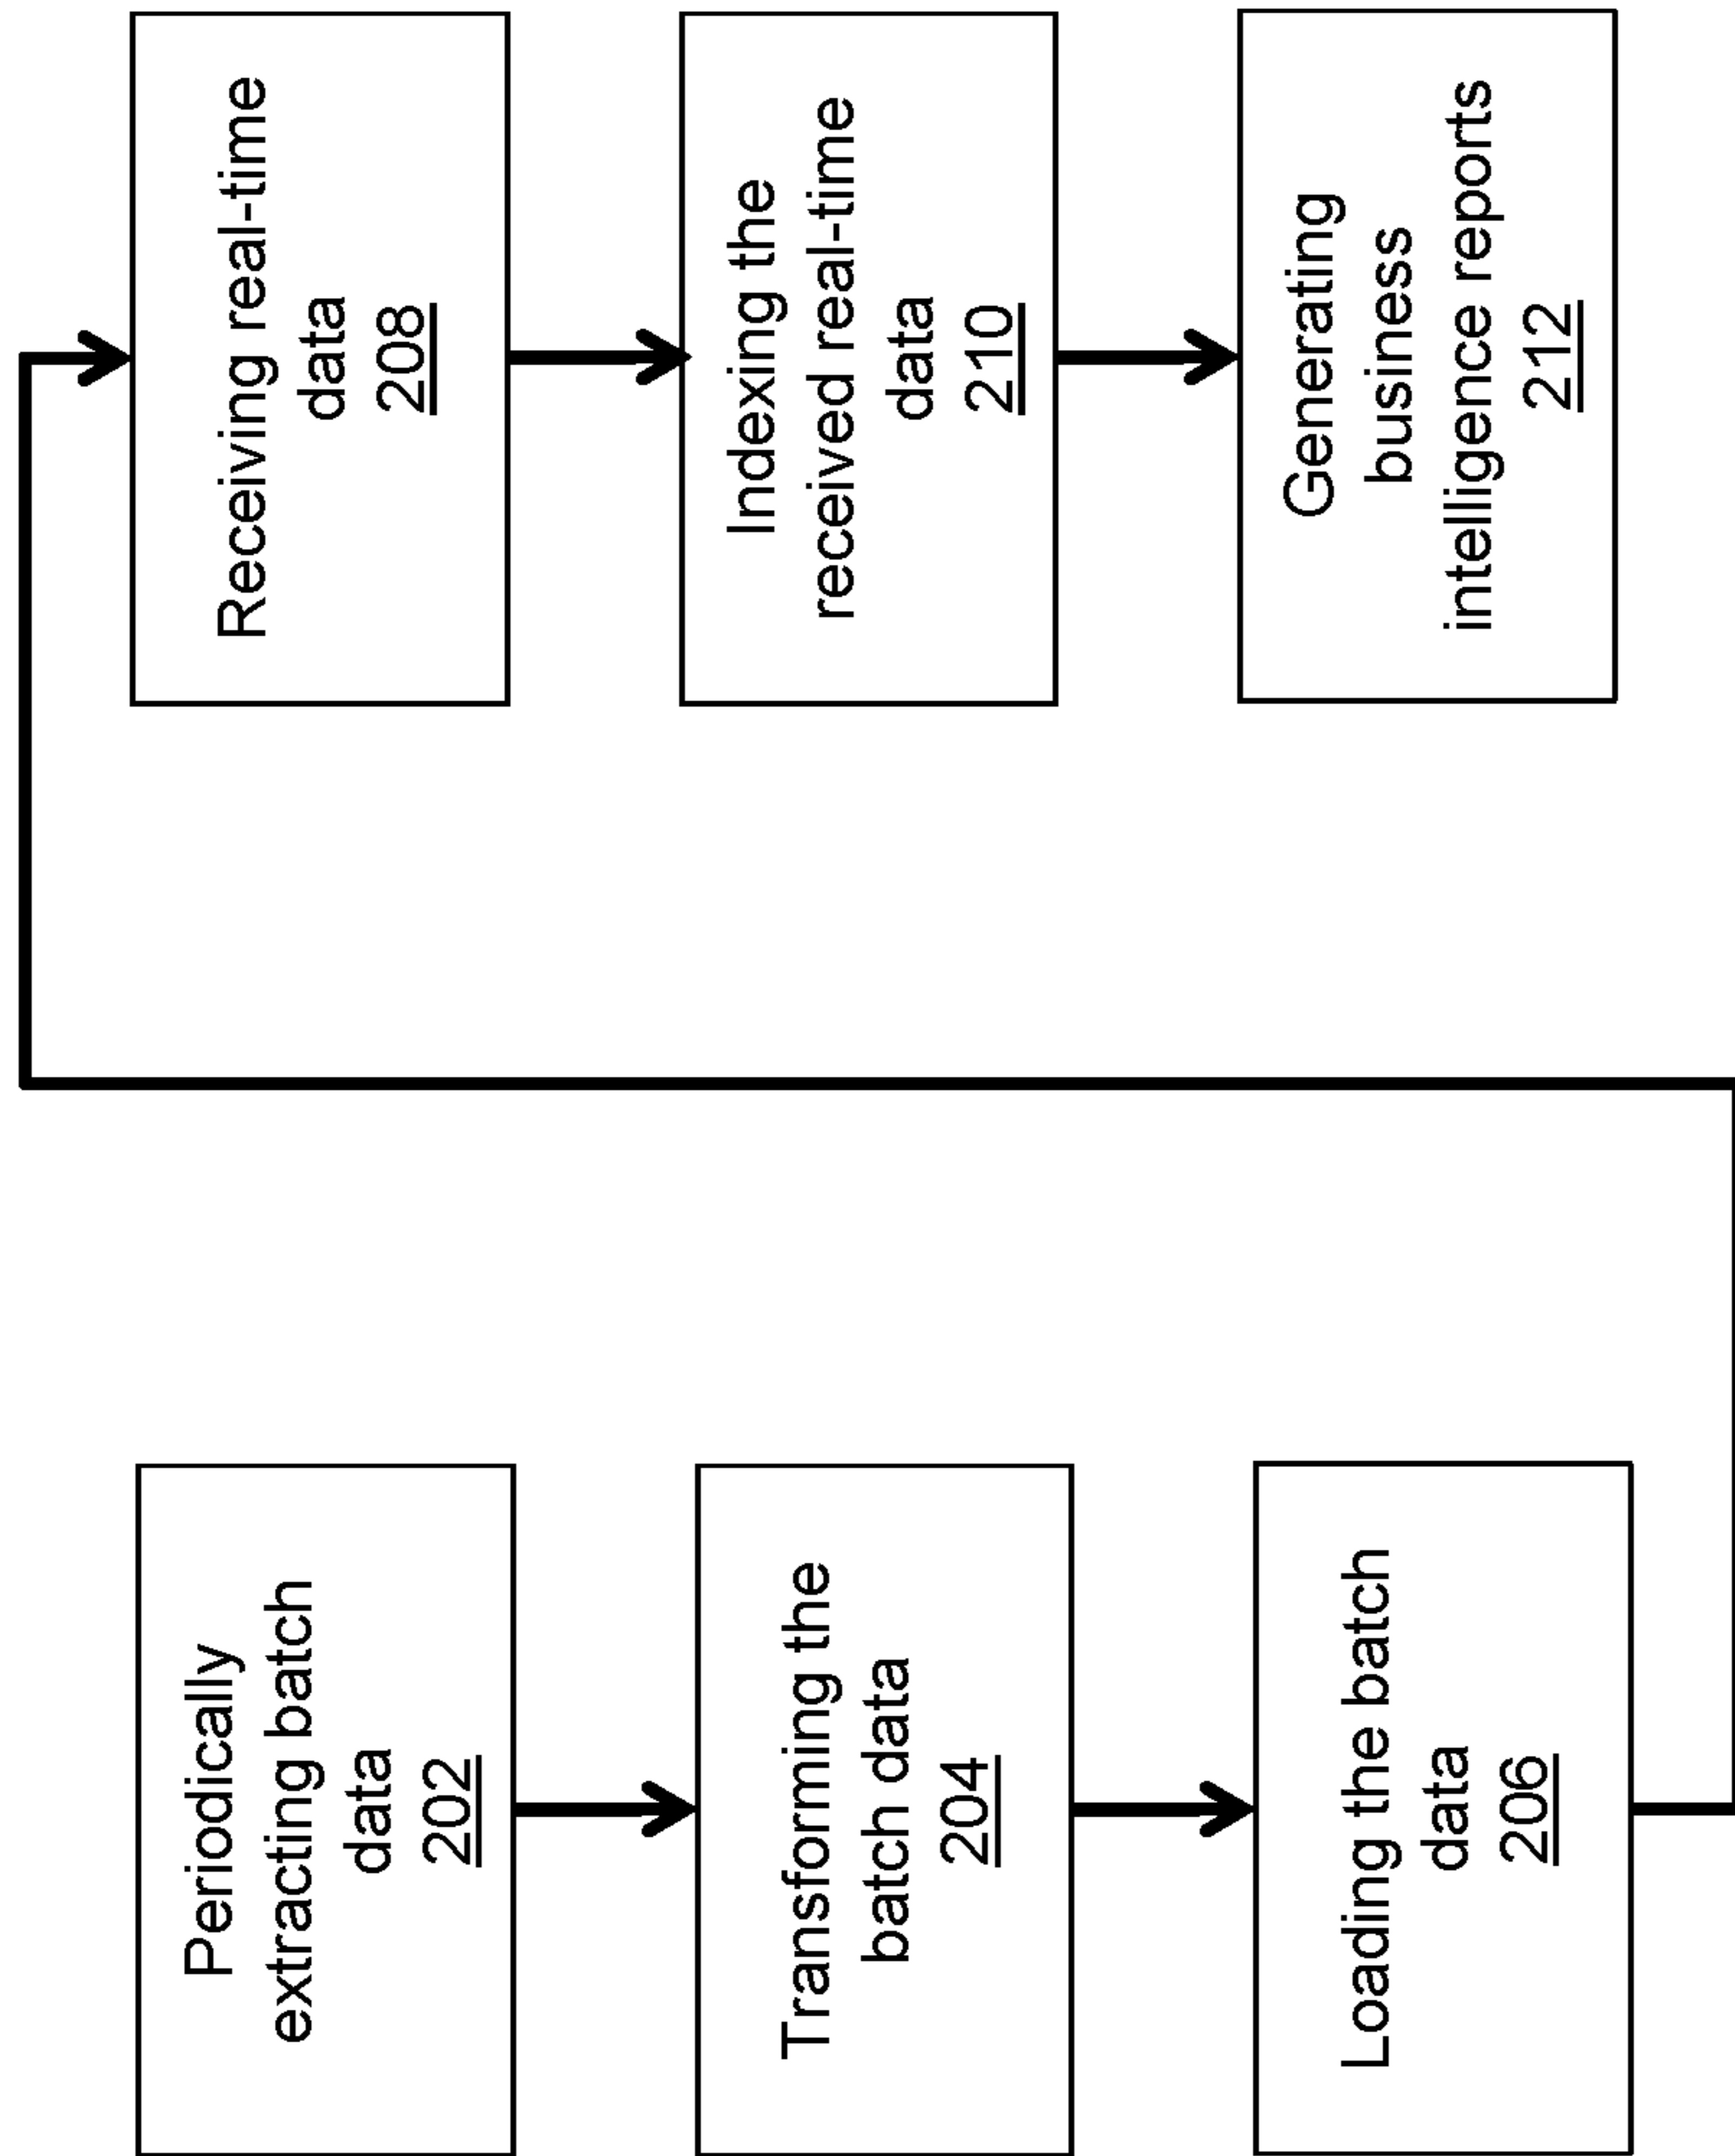 Periodically
extracting batch
data
202
Transforming the
batch data
204
Loading the batch
data
206
Receiving real-time
data
208
Indexing the
received real-time
data
210
Generating
business
intelligence reports
212